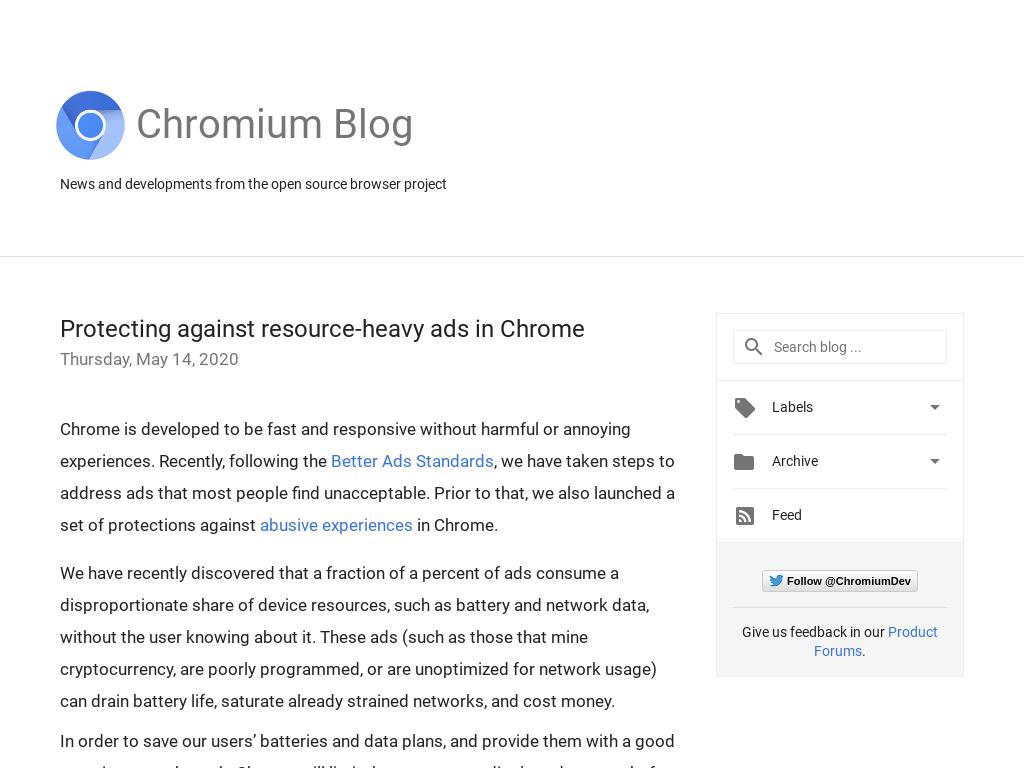 Chromium Blog
News and developments from the open source browser project
Protecting against resource-heavy ads in Chrome
Thursday, May 14, 2020
Chrome is developed to be fast and responsive without harmful or annoying
experiences. Recently, following the Better Ads Standards, we have taken steps to
address ads that most people find unacceptable. Prior to that, we also launched a
set of protections against abusive experiences in Chrome.
We have recently discovered that a fraction of a percent of ads consume a
disproportionate share of device resources, such as battery and network data,
without the user knowing about it. These ads (such as those that mine
cryptocurrency, are poorly programmed, or are unoptimized for network usage)
can drain battery life, saturate already strained networks, and cost money.
In order to save our users’ batteries and data plans, and provide them with a good
Search blog ...
Labels
Archive
Feed
Follow @ChromiumDev
Give us feedback in our Product
Forums.